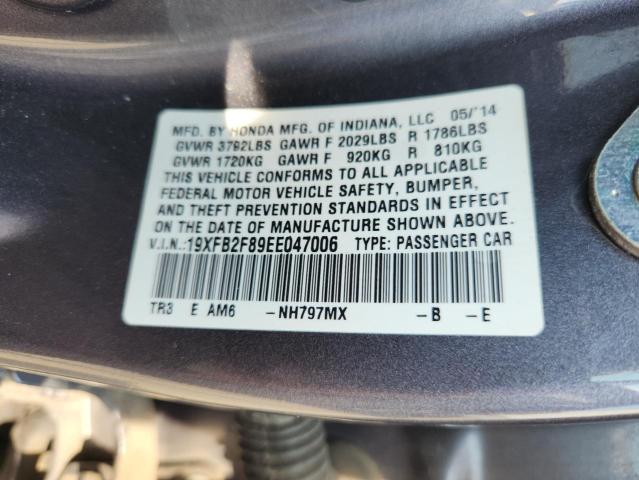 MFD. BY HONDA MFG. OF INDIANA, LLC 05/'14
GVWR 3792LBS GAWR F 2029LBS R 1786LBS
GVWR 1720KG GAWR F 920KG R 810KG
THIS VEHICLE CONFORMS TO ALL APPLICABLE
FEDERAL MOTOR VEHICLE SAFETY, BUMPER,
AND THEFT PREVENTION STANDARDS IN EFFECT
ON THE DATE OF MANUFACTURE SHOWN ABOVE.
V.I.N.:19XFB2F89EE047006 TYPE: PASSENGER CAR
TR3 E AM6 -NH797MX -B -E